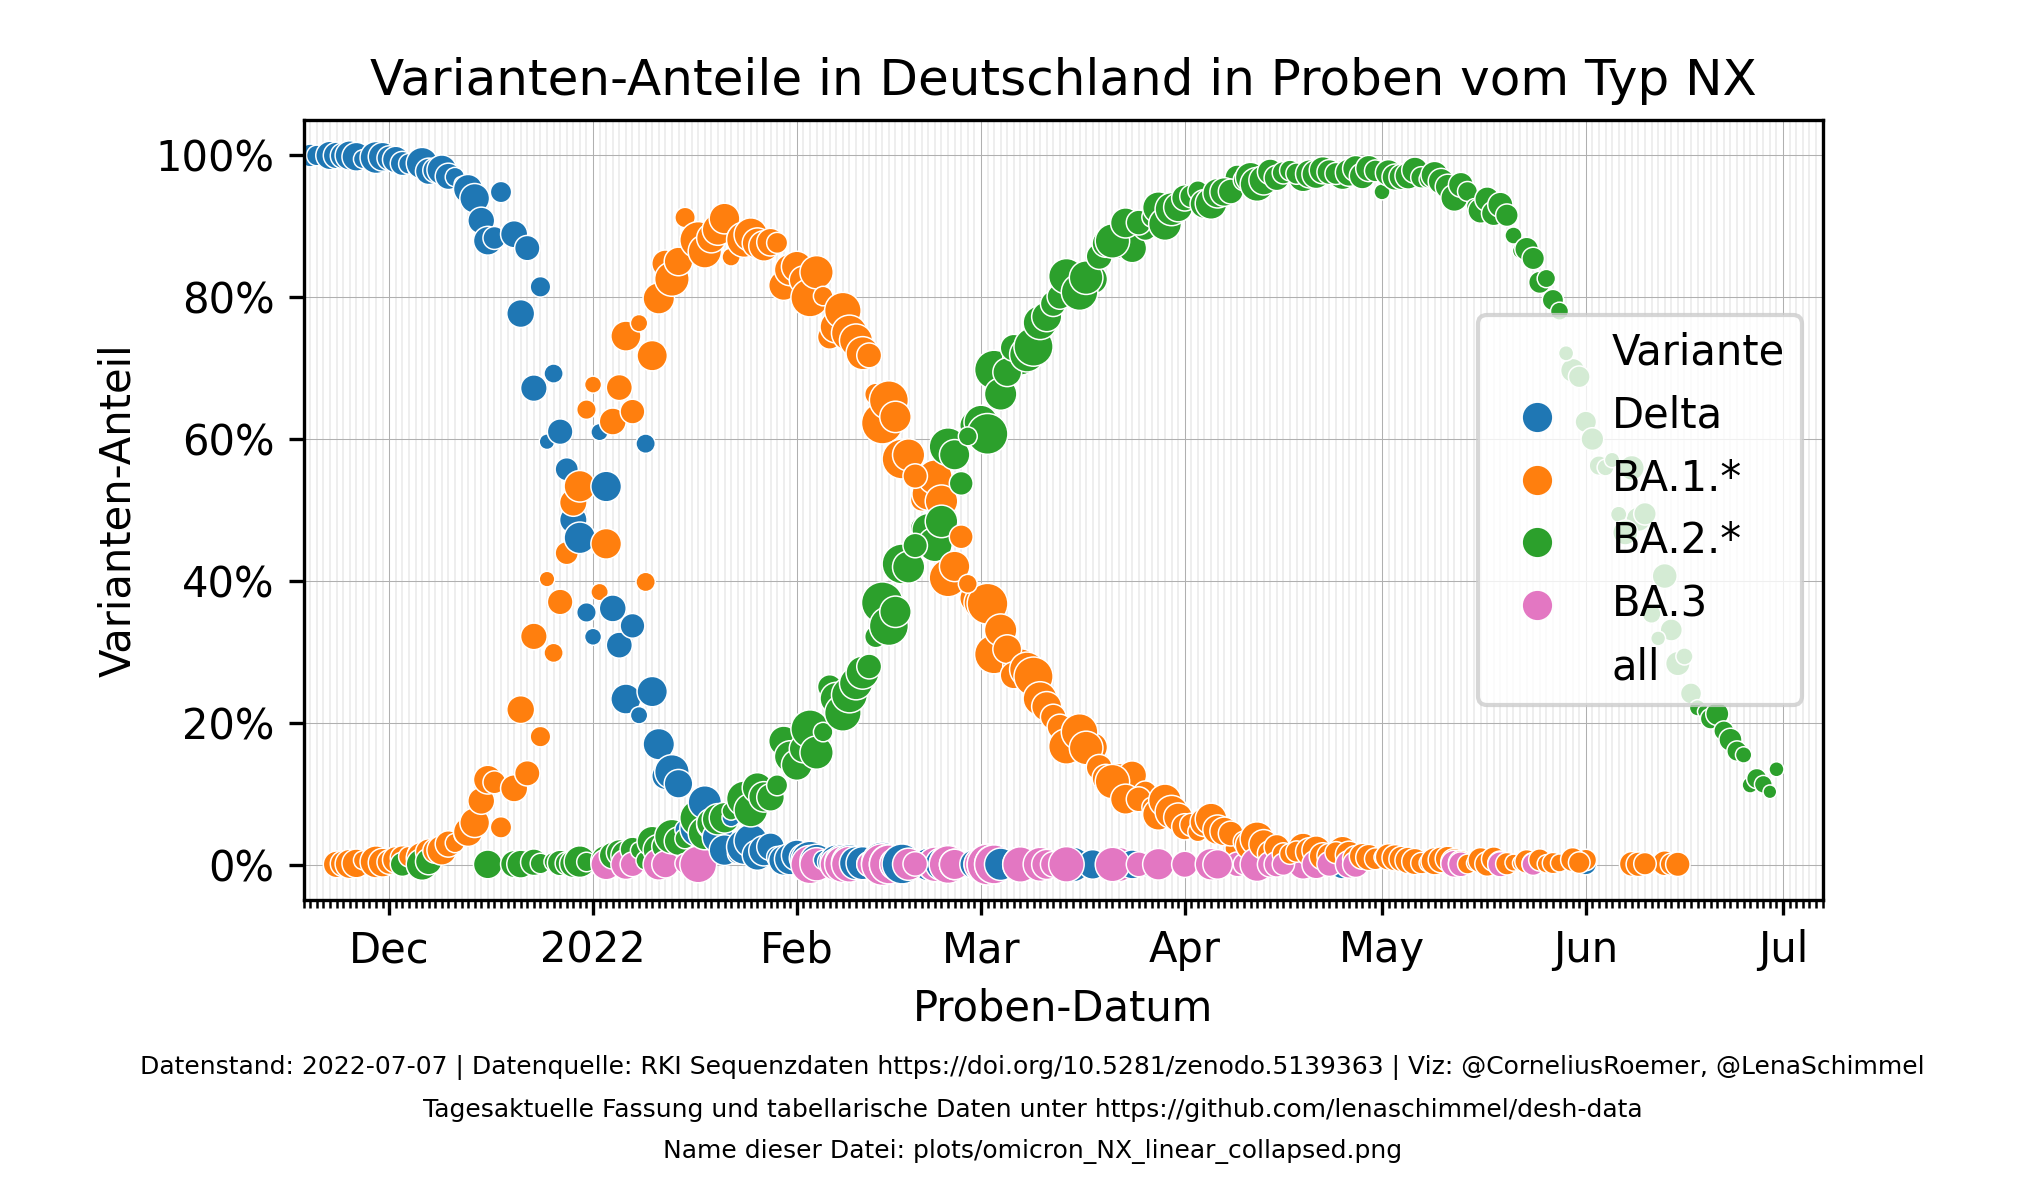 Varianten-Anteile in Deutschland in Proben vom Typ NX
100%
80%
60%
40%
20%
0%
Varianten-Anteil
Variante
Delta
BA.1.*
BA.2.*
BA.3
all
Dec 2022 Feb Mar Apr May Jun Jul
Proben-Datum
Datenstand: 2022-07-07 | Datenquelle: RKI Sequenzdaten https://doi.org/10.5281/zenodo.5139363 | Viz: @CorneliusRoemer, @LenaSchimmel
Tagesaktuelle Fassung und tabellarische Daten unter https://github.com/lenaschimmel/desh-data
Name dieser Datei: plots/omicron_NX_linear_collapsed.png